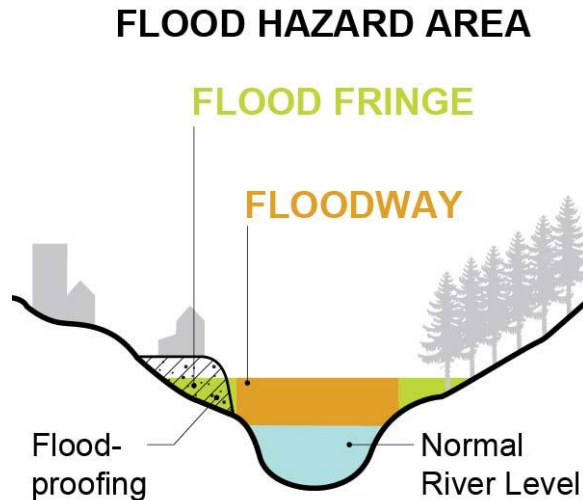 FLOOD HAZARD AREA
FLOOD FRINGE
FLOODWAY
Flood-
proofing
Normal
River Level